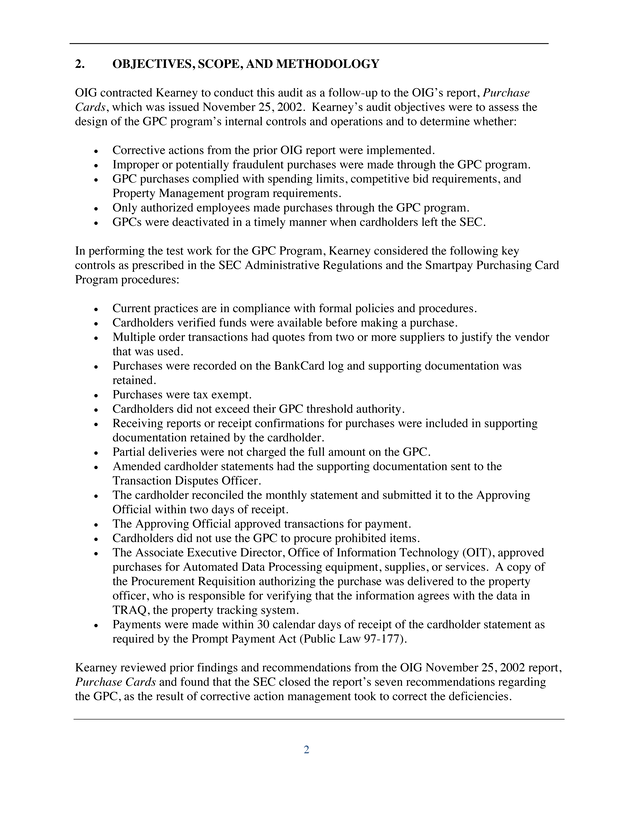 2. OBJECTIVES, SCOPE, AND METHODOLOGY
OIG contracted Kearney to conduct this audit as a follow-up to the OIG's report, Purchase
Cards, which was issued November 25, 2002. Kearney's audit objectives were to assess the
design of the GPC program's internal controls and operations and to determine whether:
• Corrective actions from the prior OIG report were implemented.
• Improper or potentially fraudulent purchases were made through the GPC program.
• GPC purchases complied with spending limits, competitive bid requirements, and
Property Management program requirements.
• Only authorized employees made purchases through the GPC program.
• GPCs were deactivated in a timely manner when cardholders left the SEC.
In performing the test work for the GPC Program, Kearney considered the following key
controls as prescribed in the SEC Administrative Regulations and the Smartpay Purchasing Card
Program procedures:
• Current practices are in compliance with formal policies and procedures.
• Cardholders verified funds were available before making a purchase.
• Multiple order transactions had quotes from two or more suppliers to justify the vendor
that was used.
• Purchases were recorded on the BankCard log and supporting documentation was
retained.
• Purchases were tax exempt.
• Cardholders did not exceed their GPC threshold authority.
• Receiving reports or receipt confirmations for purchases were included in supporting
documentation retained by the cardholder.
• Partial deliveries were not charged the full amount on the GPC.
• Amended cardholder statements had the supporting documentation sent to the
Transaction Disputes Officer.
• The cardholder reconciled the monthly statement and submitted it to the Approving
Official within two days of receipt.
• The Approving Official approved transactions for payment.
• Cardholders did not use the GPC to procure prohibited items.
• The Associate Executive Director, Office of Information Technology (OIT), approved
purchases for Automated Data Processing equipment, supplies, or services. A copy of
the Procurement Requisition authorizing the purchase was delivered to the property
officer, who is responsible for verifying that the information agrees with the data in
TRAQ, the property tracking system.
• Payments were made within 30 calendar days of receipt of the cardholder statement as
required by the Prompt Payment Act (Public Law 97-177).
Kearney reviewed prior findings and recommendations from the OIG November 25, 2002 report,
Purchase Cards and found that the SEC closed the report's seven recommendations regarding
the GPC, as the result of corrective action management took to correct the deficiencies.
2